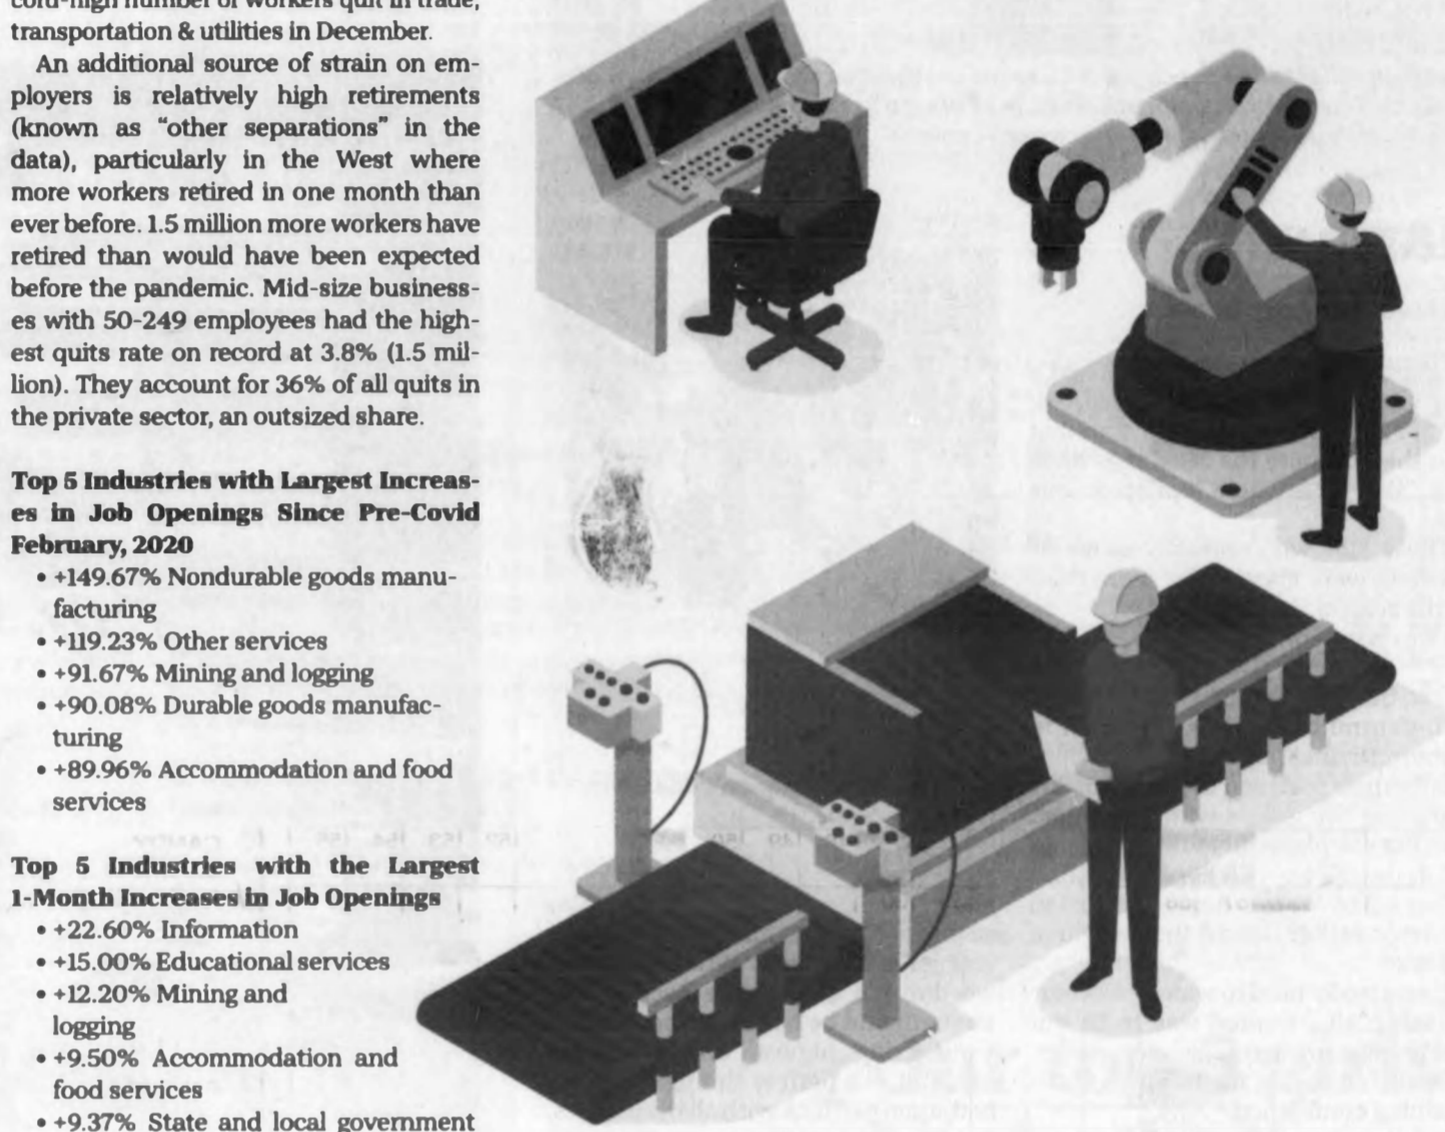 cord-high number of workers quit in trade,
transportation & utilities in December.
An additional source of strain on em-
ployers is relatively high retirements
(known as "other separations" in the
data), particularly in the West where
more workers retired in one month than
ever before. 1.5 million more workers have
retired than would have been expected
before the pandemic. Mid-size business-
es with 50-249 employees had the high-
est quits rate on record at 3.8% (1.5 mil-
lion). They account for 36% of all quits in
the private sector, an outsized share.
Top 5 Industries with Largest Increas-
es in Job Openings Since Pre-Covid
February, 2020
• +149.67% Nondurable goods manu-
facturing
• +119.23% Other services
• +91.67% Mining and logging
• +90.08% Durable goods manufac-
turing
• +89.96% Accommodation and food
services
Top 5 Industries with the Largest
1-Month Increases in Job Openings
• +22.60% Information
• +15.00% Educational services
• +12.20% Mining and
logging
• +9.50% Accommodation and
food services
• +9.37% State and local government